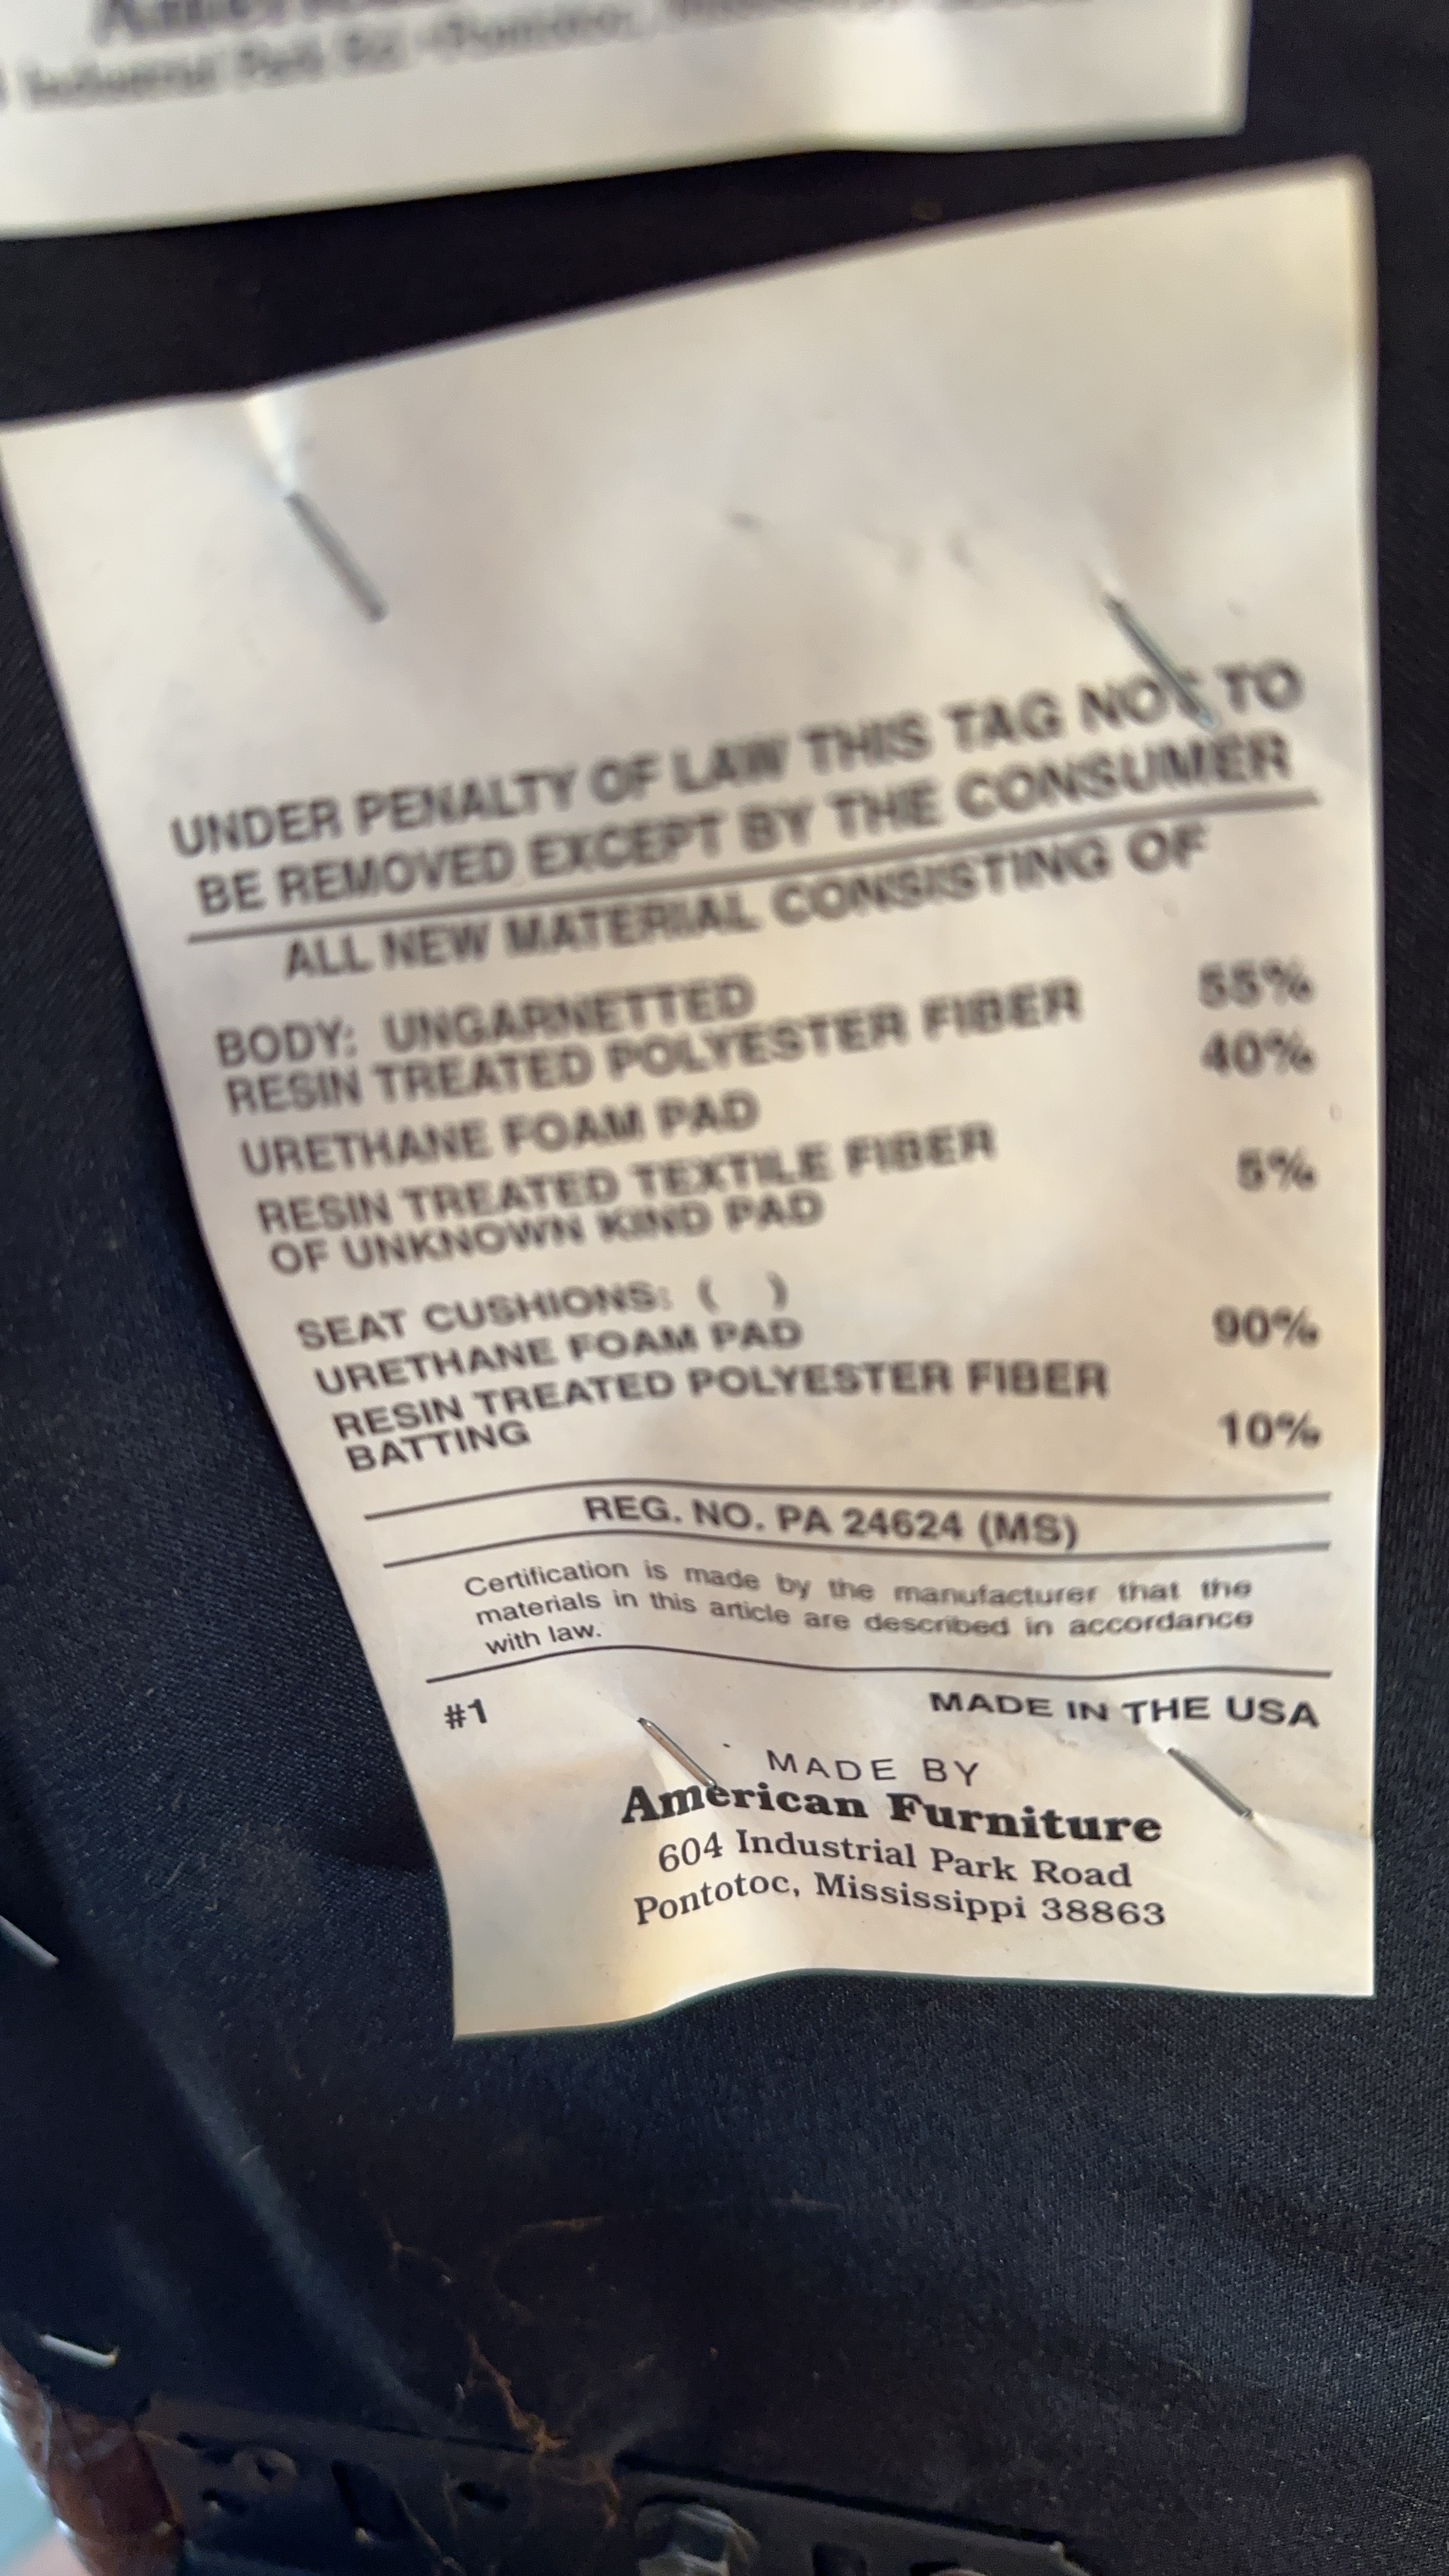 Industrial Park Rd.
UNDER PENALTY OF LAW THIS TAG NOT TO
BE REMOVED EXCEPT BY THE CONSUMER
ALL NEW MATERIAL CONSISTING OF
BODY: UNGARNETTED
RESIN TREATED POLYESTER FIBER 55%
URETHANE FOAM PAD 40%
RESIN TREATED TEXTILE FIBER
OF UNKNOWN KIND PAD 5%
SEAT CUSHIONS: ( )
URETHANE FOAM PAD 90%
RESIN TREATED POLYESTER FIBER
BATTING 10%
REG. NO. PA 24624 (MS)
Certification is made by the manufacturer that the
materials in this article are described in accordance
with law.
#1 MADE IN THE USA
MADE BY
American Furniture
604 Industrial Park Road
Pontotoc, Mississippi 38863